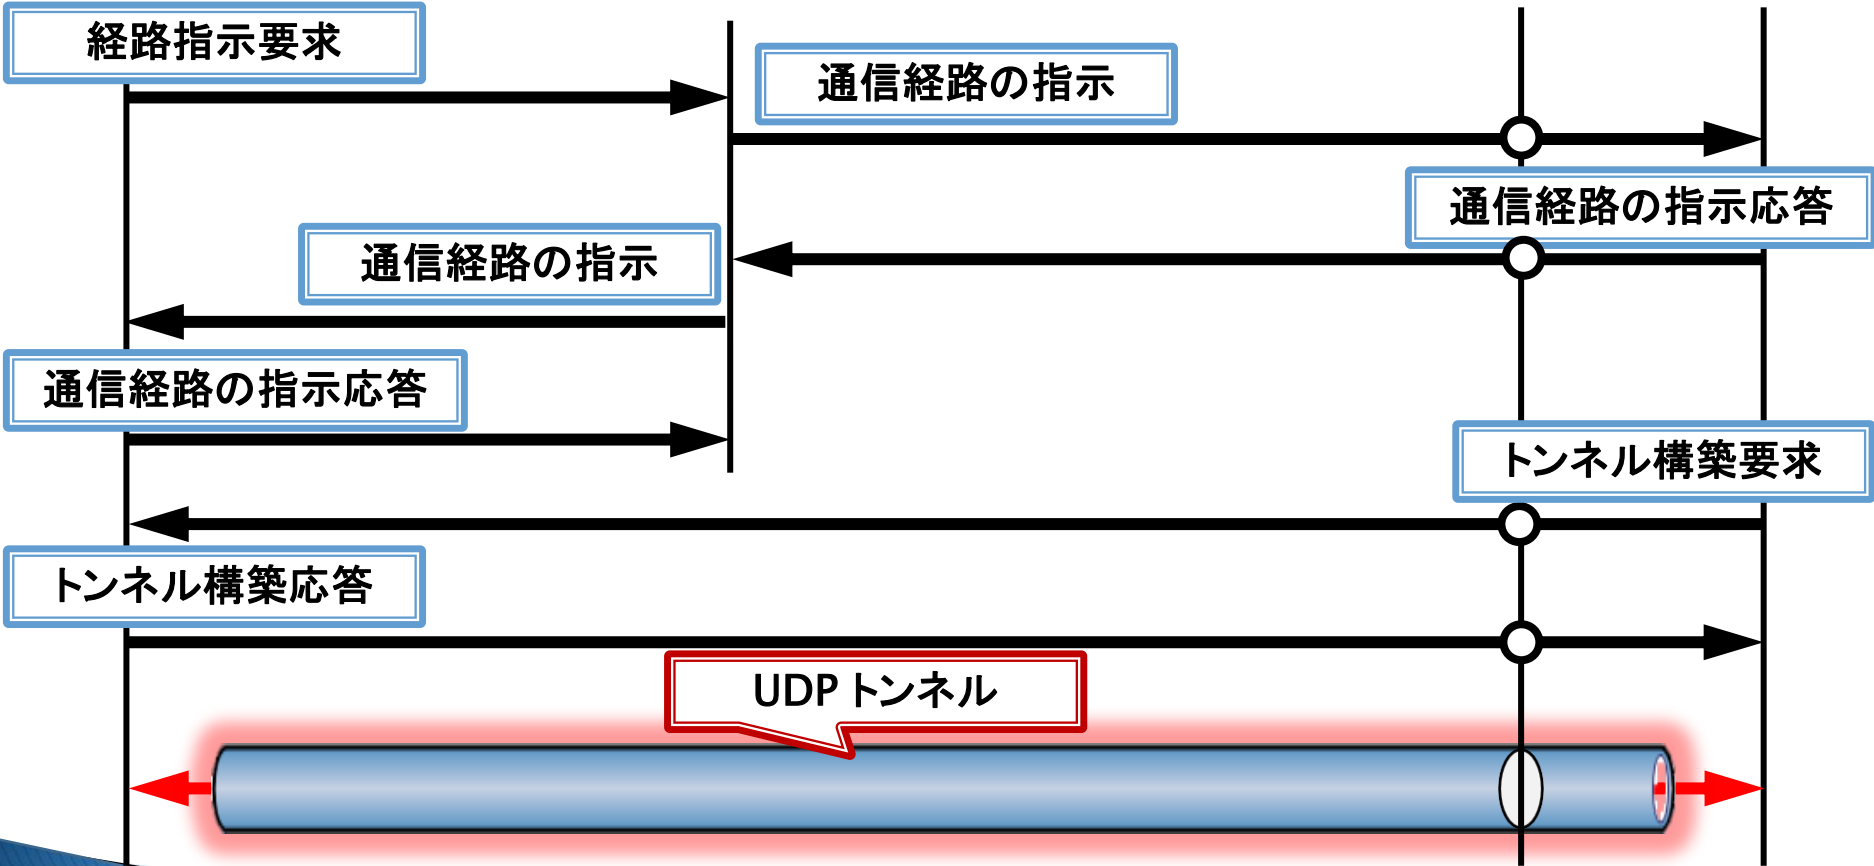 経路指示要求
通信経路の指示
通信経路の指示応答
通信経路の指示
通信経路の指示応答
トンネル構築要求
トンネル構築応答
UDPトンネル